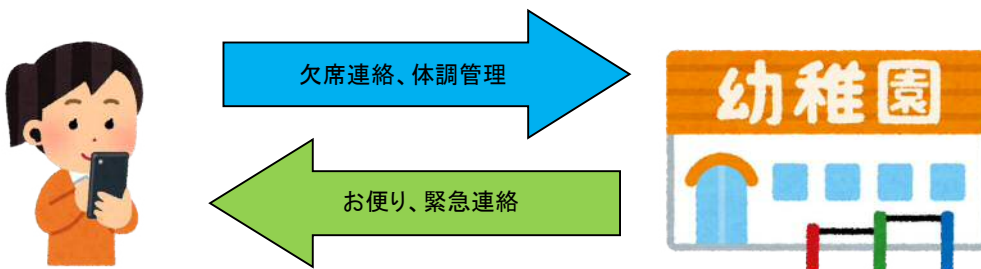 欠席連絡、体調管理
幼稚園
お便り、緊急連絡